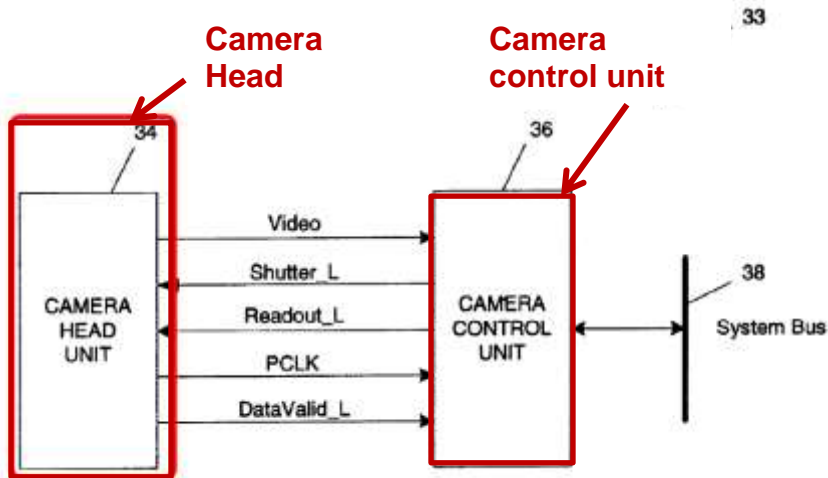 33
Camera
Head
Camera
control unit
34
36
Video
Shutter_L
Readout_L
PCLK
DataValid_L
CAMERA
HEAD
UNIT
CAMERA
CONTROL
UNIT
38
System Bus